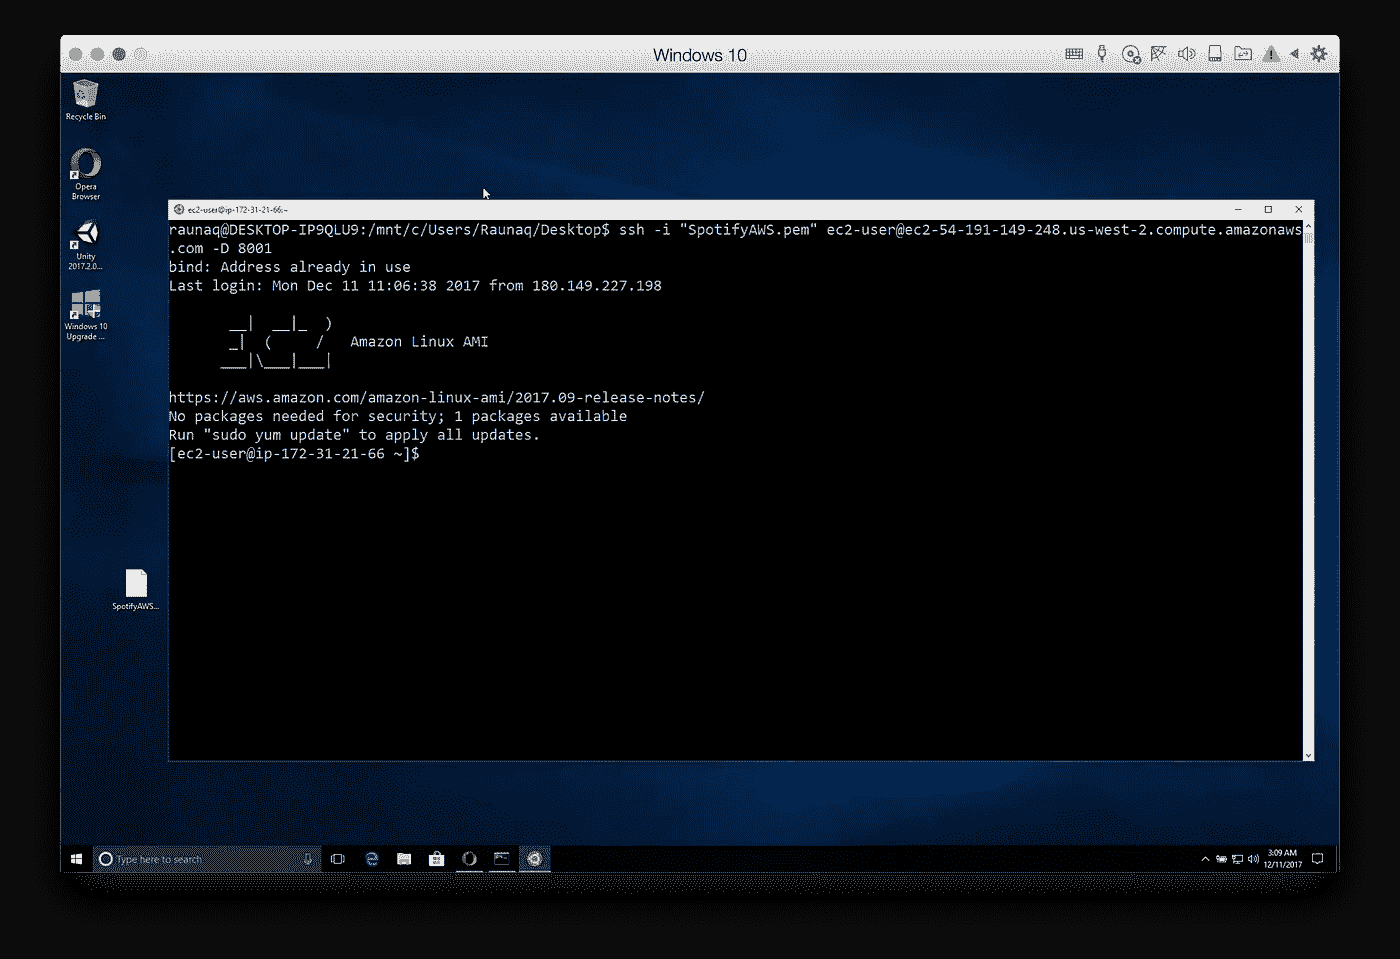 Windows 10
Recycle Bin
Opera
Browser
Unity
2017.2.0...
Windows 10
Upgrade ...
ec2-user@ip-172-31-21-66:~
raunaq@DESKTOP-IP9QLU9:/mnt/c/Users/Raunaq/Desktop$ ssh -i "SpotifyAWS.pem" ec2-user@ec2-54-191-149-248.us-west-2.compute.amazonaws
.com -D 8001
bind: Address already in use
Last login: Mon Dec 11 11:06:38 2017 from 180.149.227.198
__|  __|_  )
_|  (     /   Amazon Linux AMI
___|\___|___|
https://aws.amazon.com/amazon-linux-ami/2017.09-release-notes/
No packages needed for security; 1 packages available
Run "sudo yum update" to apply all updates.
[ec2-user@ip-172-31-21-66 ~]$
SpotifyAWS...
Type here to search
3:09 AM
12/11/2017